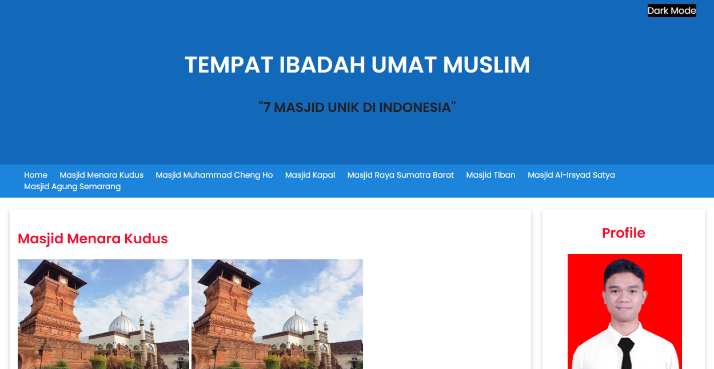 Dark Mode
TEMPAT IBADAH UMAT MUSLIM
"7 MASJID UNIK DI INDONESIA"
Home Masjid Menara Kudus Masjid Muhammad Cheng Ho Masjid Kapal Masjid Raya Sumatra Barat Masjid Tiban Masjid Al-Irsyad Satya
Masjid Agung Semarang
Masjid Menara Kudus
Profile